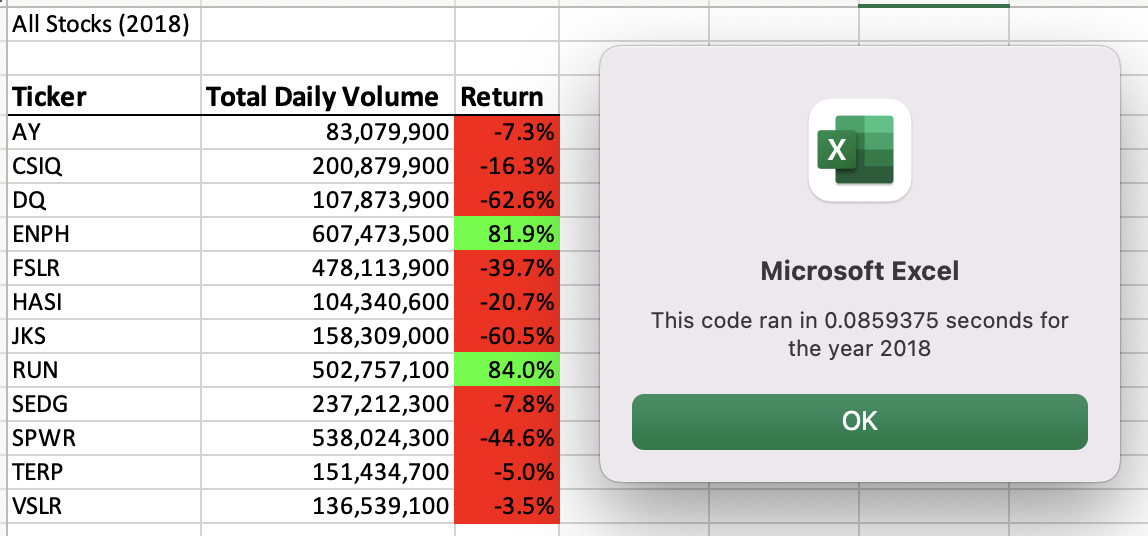 All Stocks (2018)
Ticker Total Daily Volume Return
AY 83,079,900 -7.3%
CSIQ 200,879,900 -16.3%
DQ 107,873,900 -62.6%
ENPH 607,473,500 81.9%
FSLR 478,113,900 -39.7%
HASI 104,340,600 -20.7%
JKS 158,309,000 -60.5%
RUN 502,757,100 84.0%
SEDG 237,212,300 -7.8%
SPWR 538,024,300 -44.6%
TERP 151,434,700 -5.0%
VSLR 136,539,100 -3.5%
X
Microsoft Excel
This code ran in 0.0859375 seconds for
the year 2018
OK